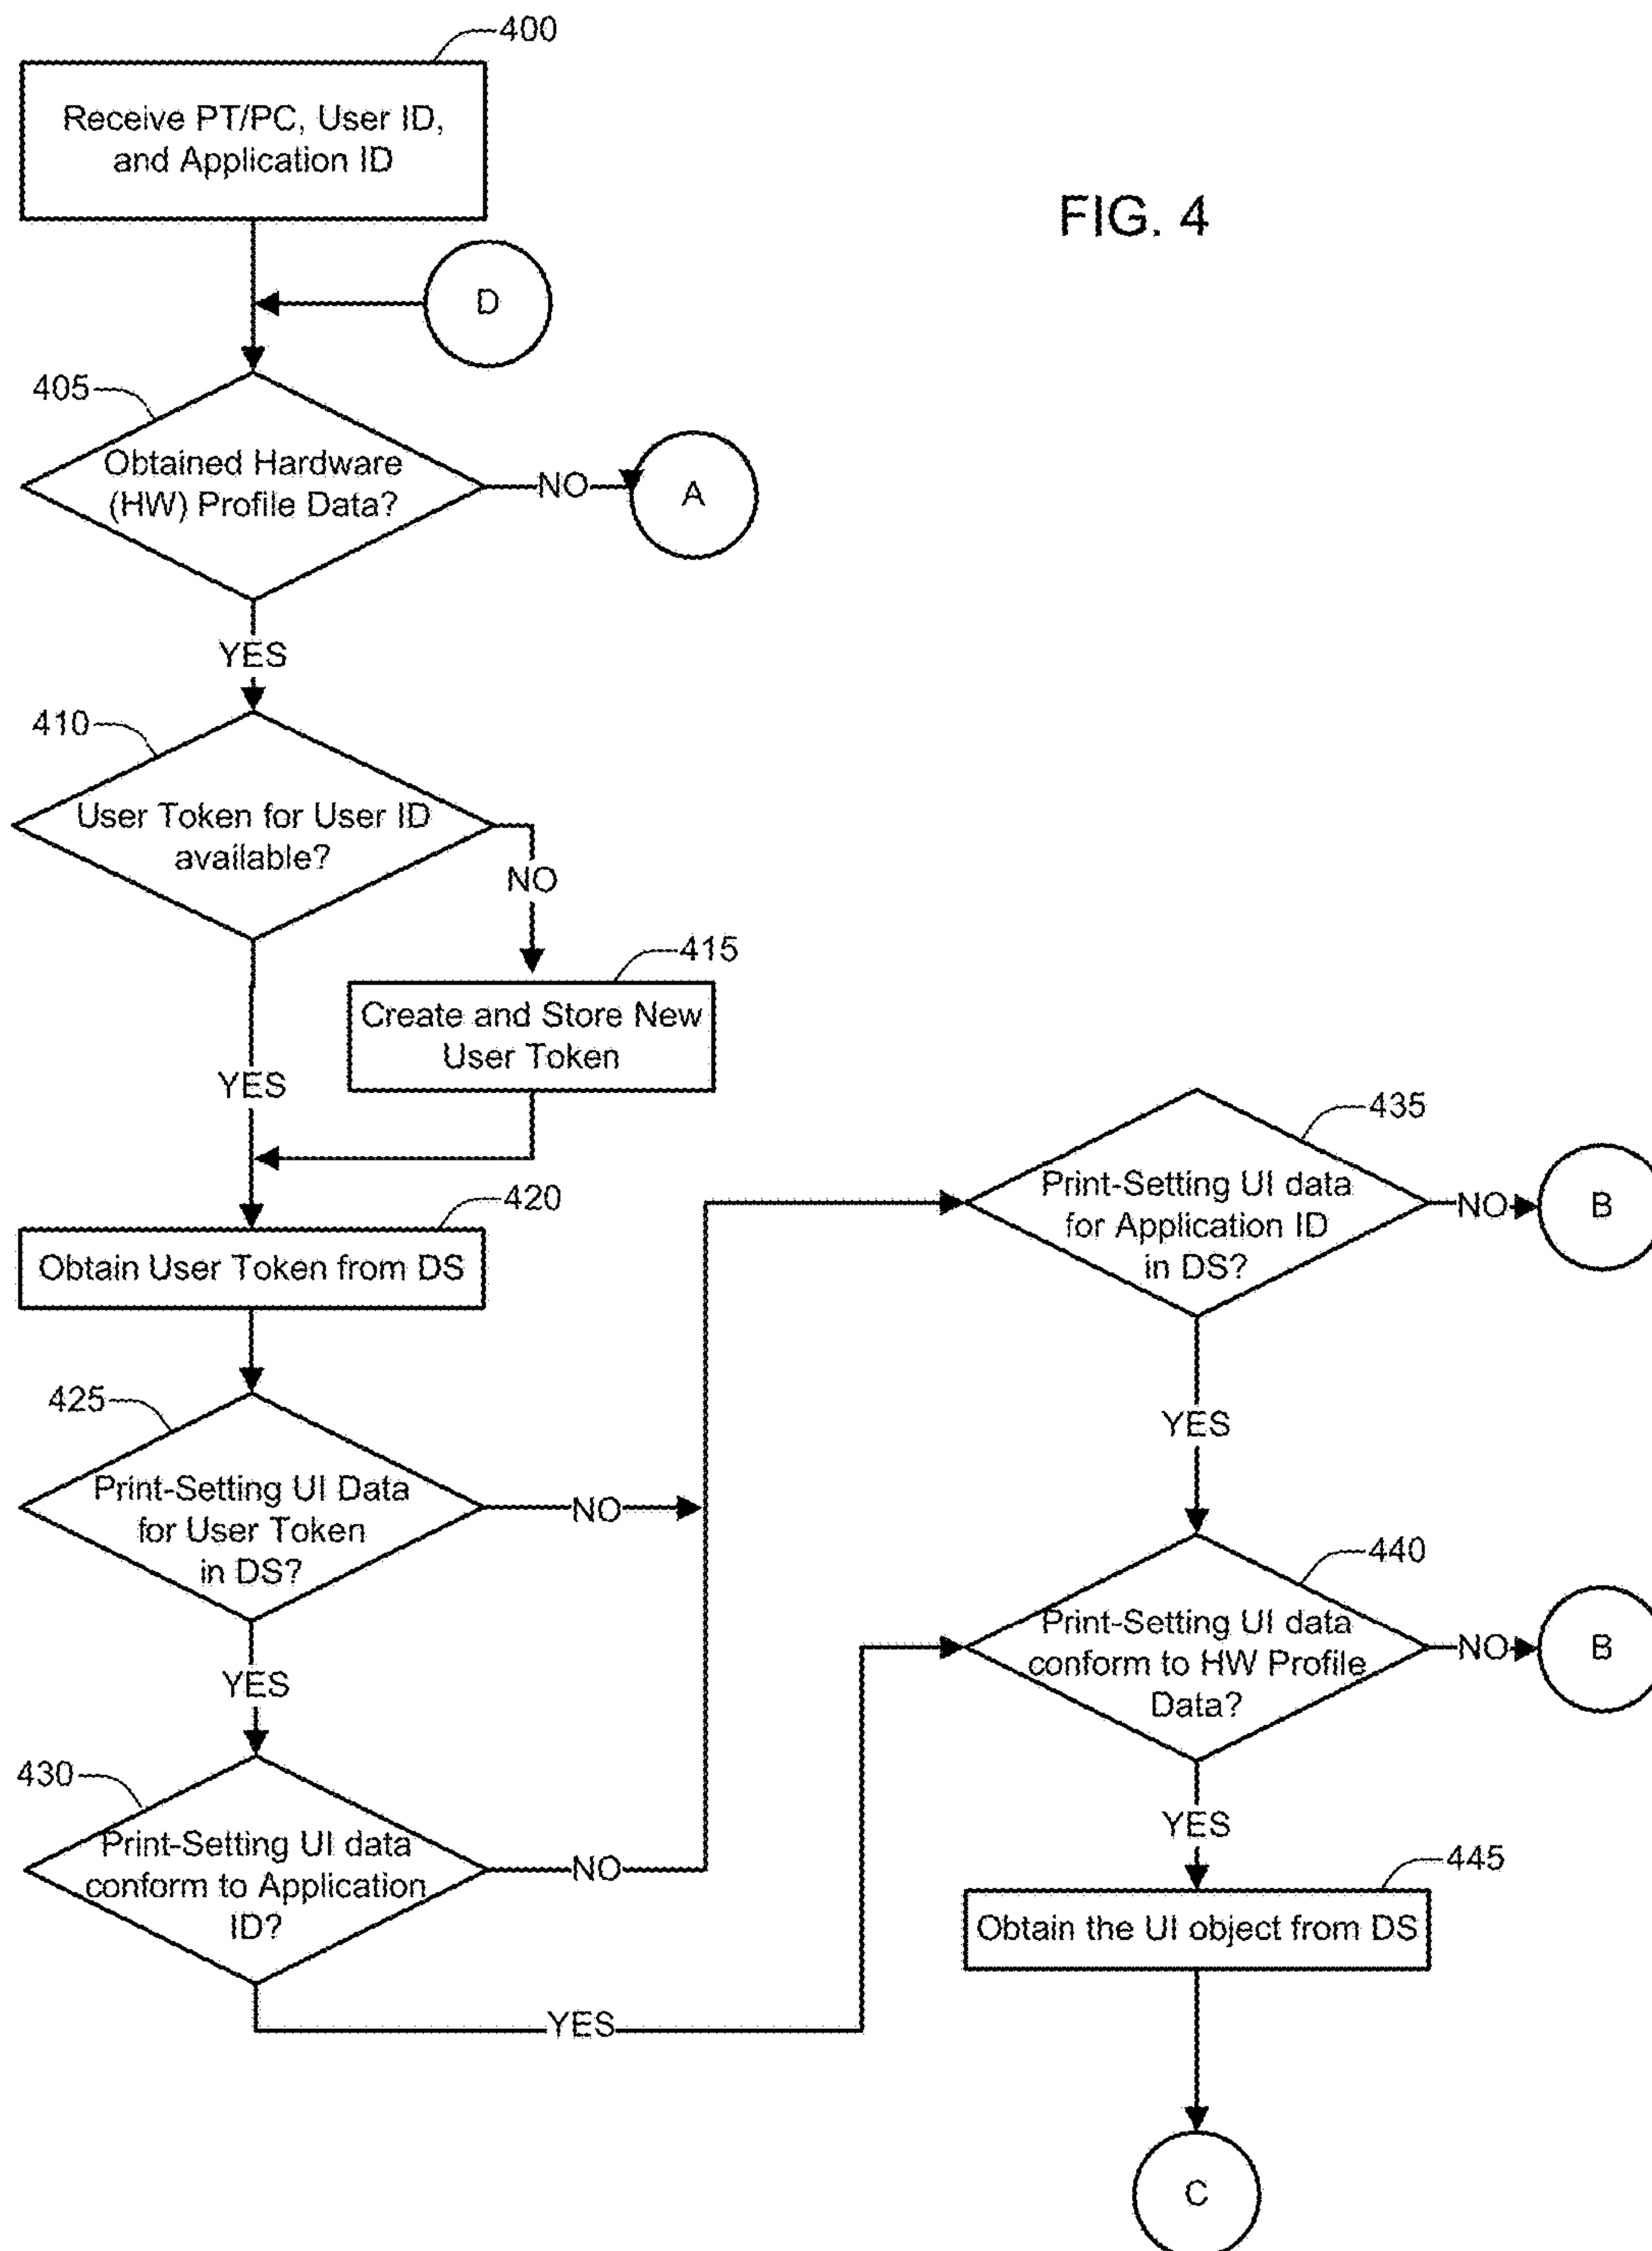 400
Receive PT/PC, User ID,
and Application ID
FIG. 4
D
405
Obtained Hardware
(HW) Profile Data?
NO
A
YES
410
User Token for User ID
available?
NO
415
Create and Store New
User Token
YES
420
Obtain User Token from DS
425
Print-Setting UI Data
for User Token
in DS?
NO
YES
430
Print-Setting UI data
conform to Application
ID?
NO
YES
435
Print-Setting UI data
for Application ID
in DS?
NO
B
YES
440
Print-Setting UI data
conform to HW Profile
Data?
NO
B
YES
445
Obtain the UI object from DS
C